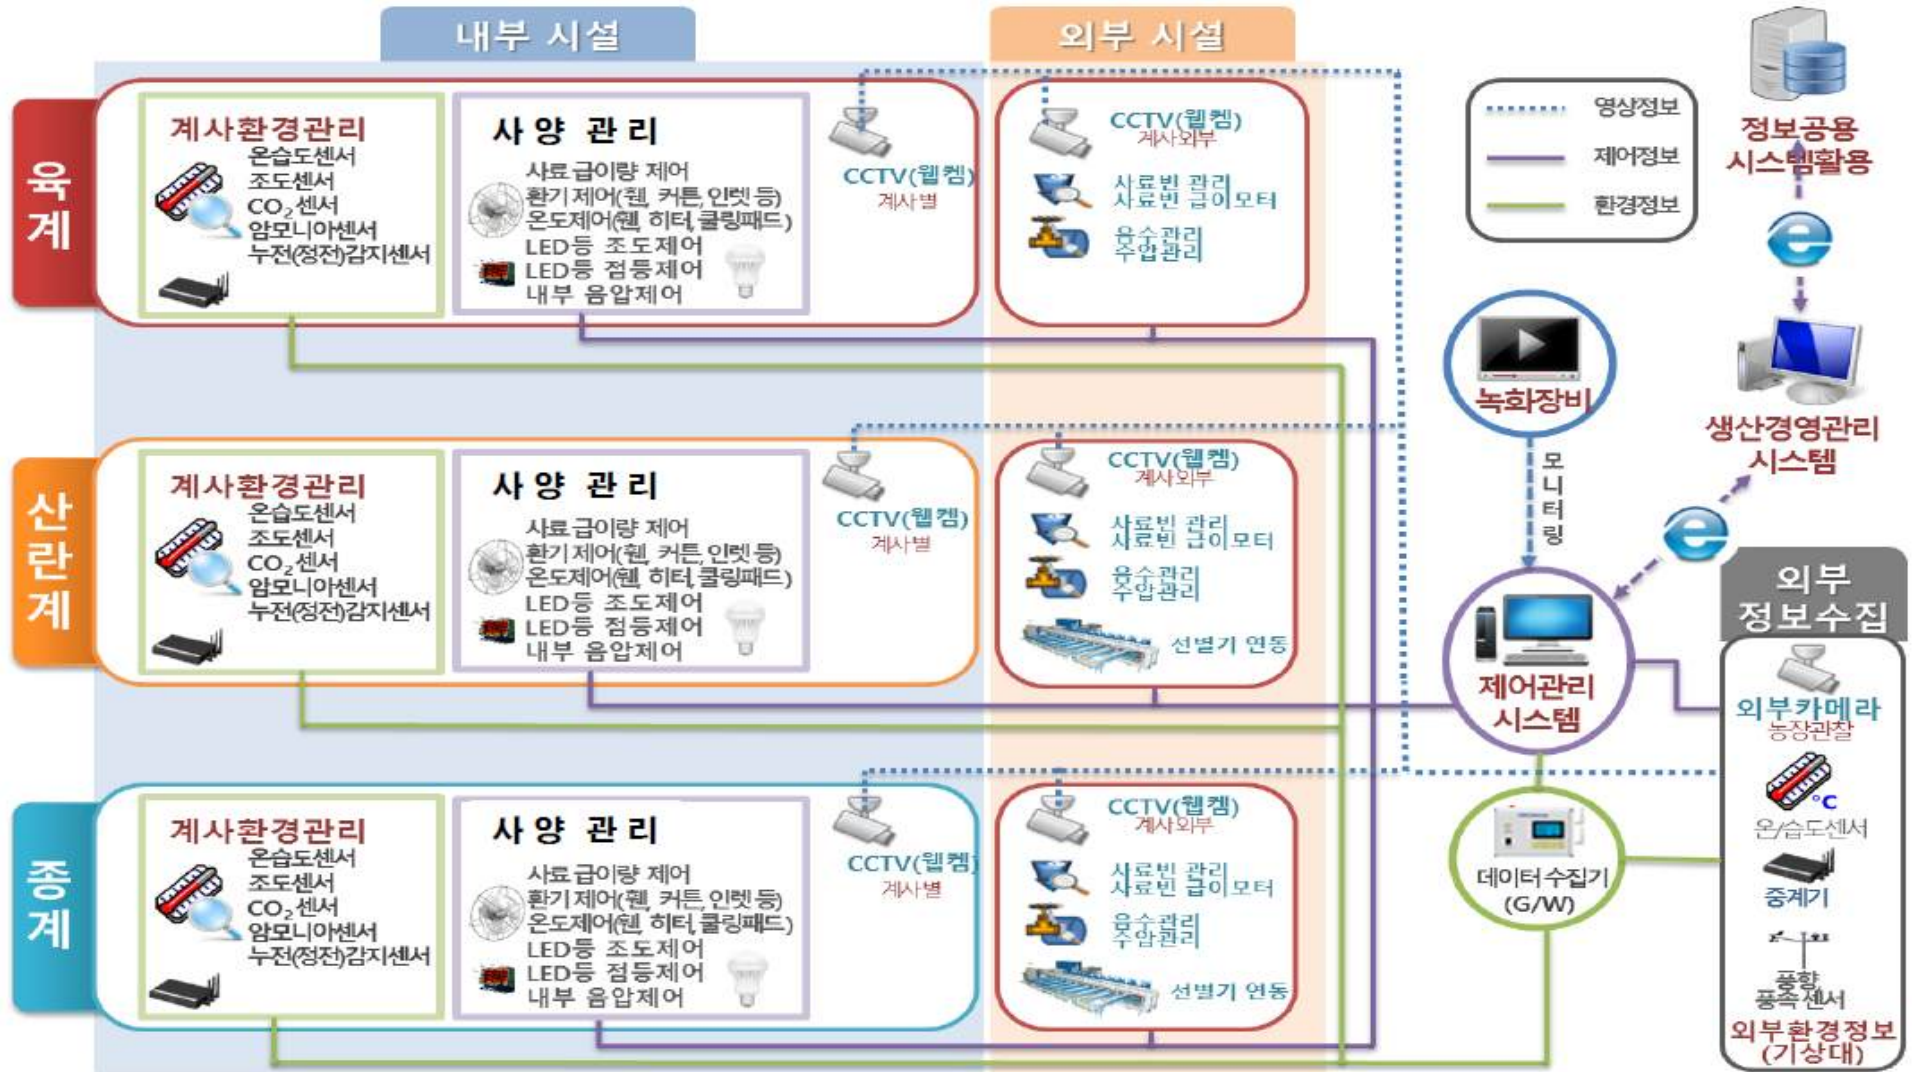 내부 시설
외부 시설
육
계
계사환경관리
온습도센서
조도센서
CO₂센서
암모니아센서
누전(정전)감지센서
사양 관리
사료 급이량 제어
환기 제어(휀, 커튼, 인렛 등)
온도제어(휀, 히터, 쿨링패드)
LED등 조도제어
LED등 점등제어
내부 음압제어
CCTV(웹켐)
계사별
CCTV(웹켐)
계사외부
사료빈 관리
사료빈 급이모터
음수관리
수압관리
산
란
계
계사환경관리
온습도센서
조도센서
CO₂센서
암모니아센서
누전(정전)감지센서
사양 관리
사료 급이량 제어
환기 제어(휀, 커튼, 인렛 등)
온도제어(휀, 히터, 쿨링패드)
LED등 조도제어
LED등 점등제어
내부 음압제어
CCTV(웹켐)
계사별
CCTV(웹켐)
계사외부
사료빈 관리
사료빈 급이모터
음수관리
수압관리
선별기 연동
종
계
계사환경관리
온습도센서
조도센서
CO₂센서
암모니아센서
누전(정전)감지센서
사양 관리
사료 급이량 제어
환기 제어(휀, 커튼, 인렛 등)
온도제어(휀, 히터, 쿨링패드)
LED등 조도제어
LED등 점등제어
내부 음압제어
CCTV(웹켐)
계사별
CCTV(웹켐)
계사외부
사료빈 관리
사료빈 급이모터
음수관리
수압관리
선별기 연동
영상정보
제어정보
환경정보
정보공용
시스템활용
녹화장비
모
니
터
링
생산경영관리
시스템
제어관리
시스템
데이터 수집기
(G/W)
외부
정보수집
외부카메라
농장관찰
°C
온/습도센서
중계기
풍향,
풍속 센서
외부환경정보
(기상대)